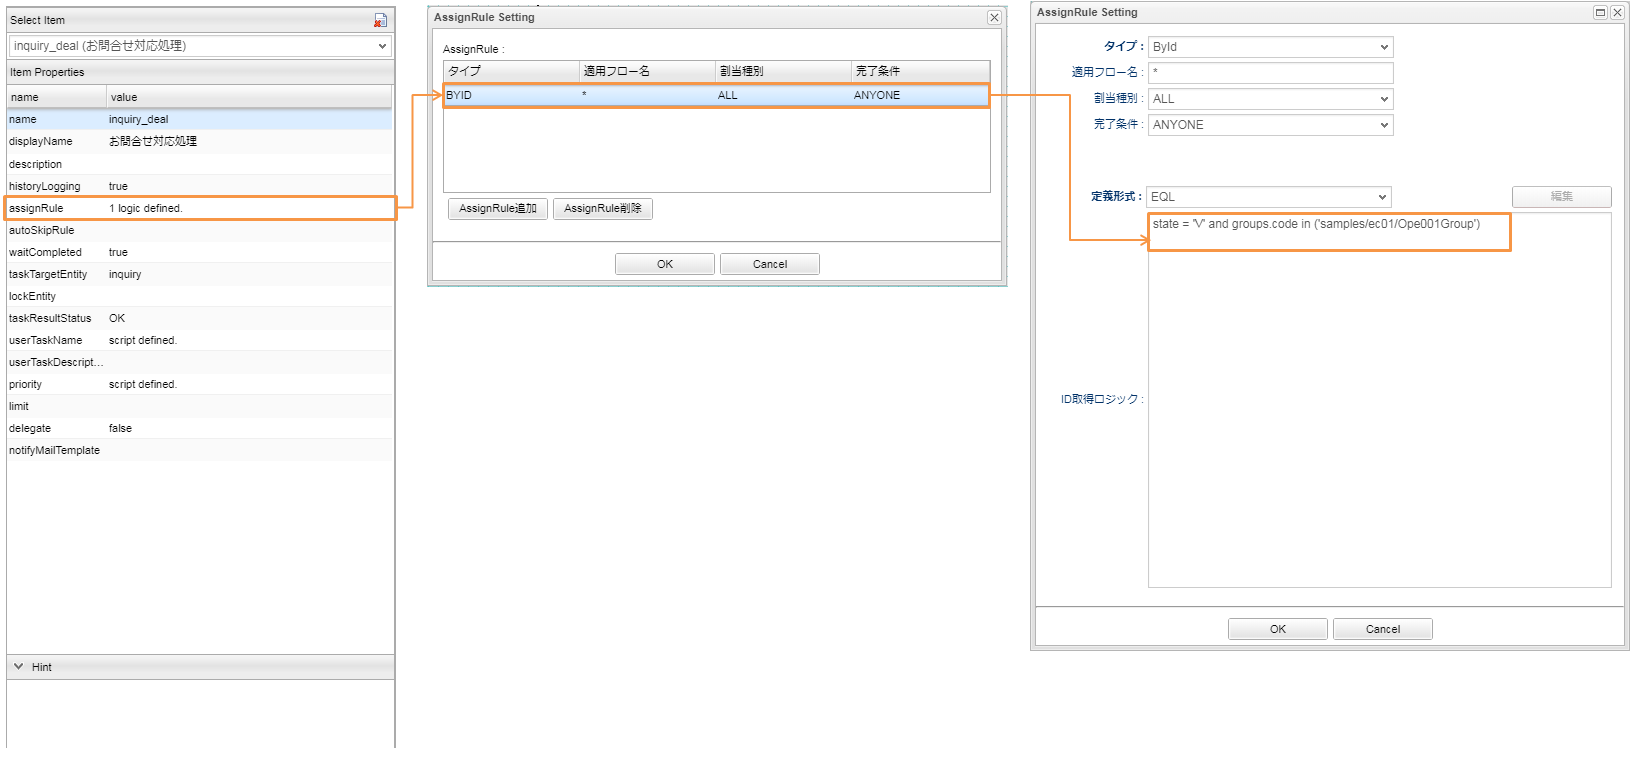 Select Item
inquiry_deal (お問合せ対応処理)
Item Properties
name value
name inquiry_deal
displayName お問合せ対応処理
description
historyLogging true
assignRule 1 logic defined.
autoSkipRule
waitCompleted true
taskTargetEntity inquiry
lockEntity
taskResultStatus OK
userTaskName script defined.
userTaskDescript...
priority script defined.
limit
delegate false
notifyMailTemplate
Hint
AssignRule Setting
AssignRule :
タイプ 適用フロー名 割当種別 完了条件
BYID * ALL ANYONE
AssignRule追加 AssignRule削除
OK Cancel
AssignRule Setting
タイプ : ById
適用フロー名 : *
割当種別 : ALL
完了条件 : ANYONE
定義形式 : EQL 編集
state = 'V' and groups.code in ('samples/ec01/Ope001Group')
ID取得ロジック :
OK Cancel